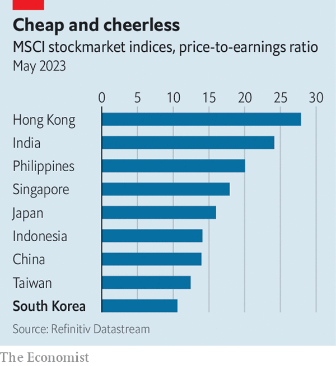 Cheap and cheerless
MSCI stockmarket indices, price-to-earnings ratio
May 2023
0 5 10 15 20 25 30
Hong Kong
India
Philippines
Singapore
Japan
Indonesia
China
Taiwan
South Korea
Source: Refinitiv Datastream
The Economist